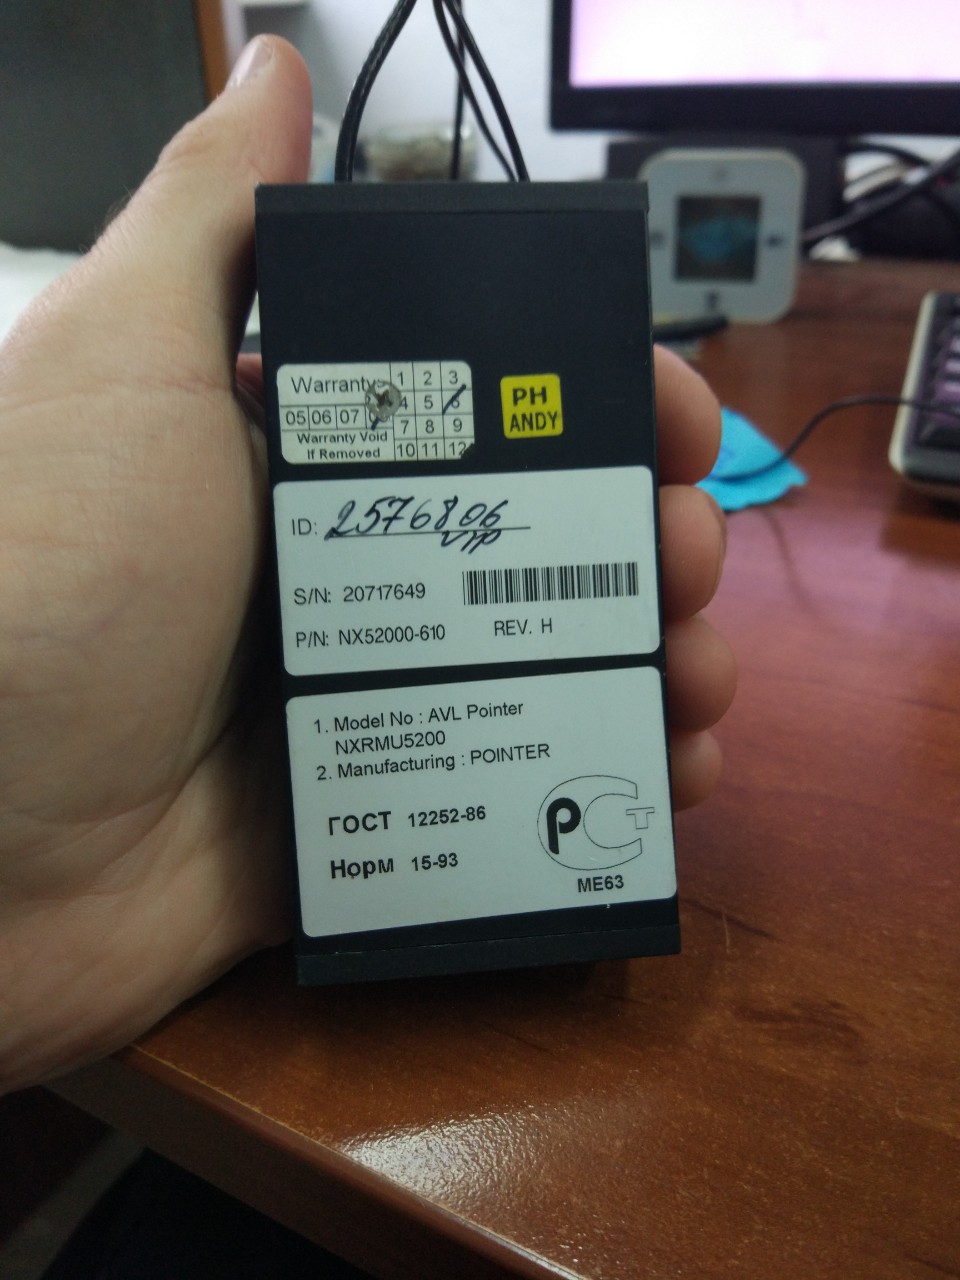 Warranty
1 2 3
4 5 6
05 06 07
7 8 9
Warranty Void
If Removed
10 11 12
PH
ANDY
ID: 2576806
VIP
S/N: 20717649
P/N: NX52000-610 REV. H
1. Model No : AVL Pointer
NXRMU5200
2. Manufacturing : POINTER
ГОСТ 12252-86
Норм 15-93
РСТ
ME63